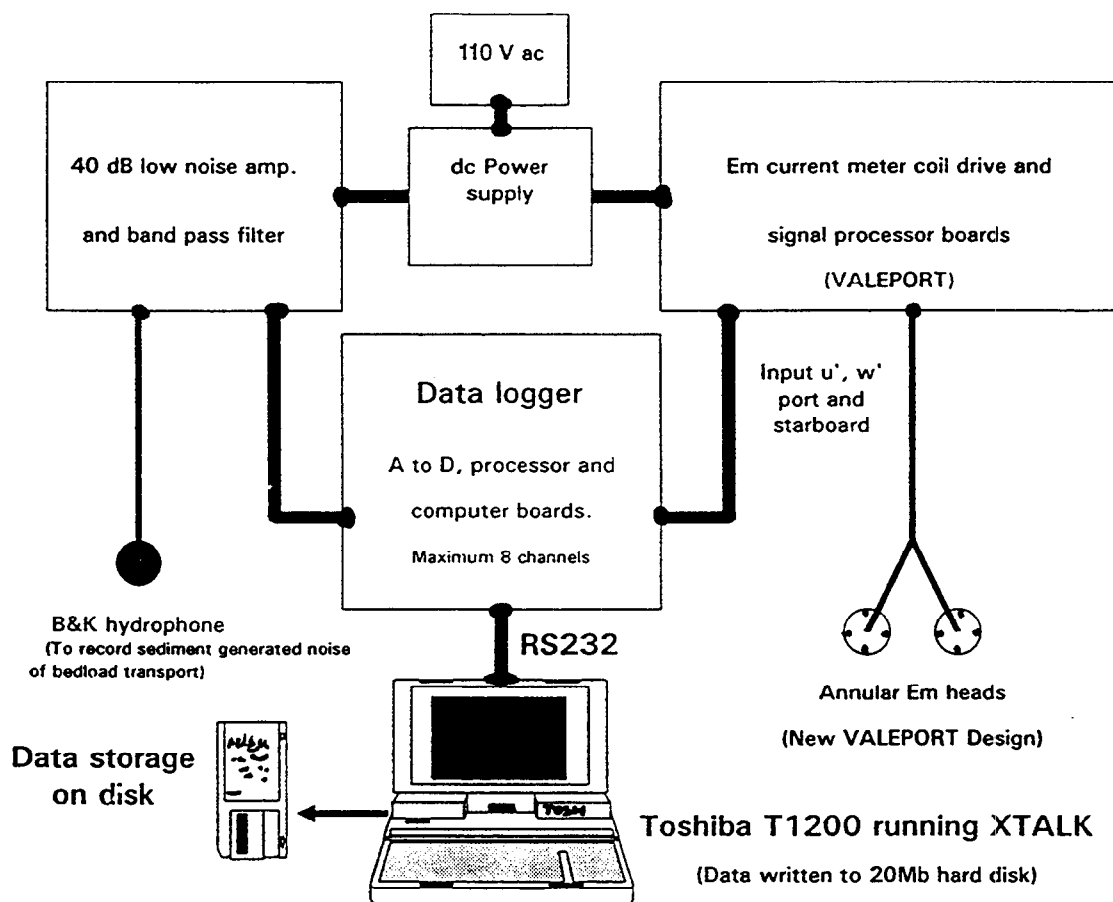 110 V ac
40 dB low noise amp.
and band pass filter
dc Power
supply
Em current meter coil drive and
signal processor boards
(VALEPORT)
Data logger
A to D, processor and
computer boards.
Maximum 8 channels
Input u', w'
port and
starboard
B&K hydrophone
(To record sediment generated noise
of bedload transport)
RS232
Annular Em heads
(New VALEPORT Design)
Data storage
on disk
Toshiba T1200 running XTALK
(Data written to 20Mb hard disk)